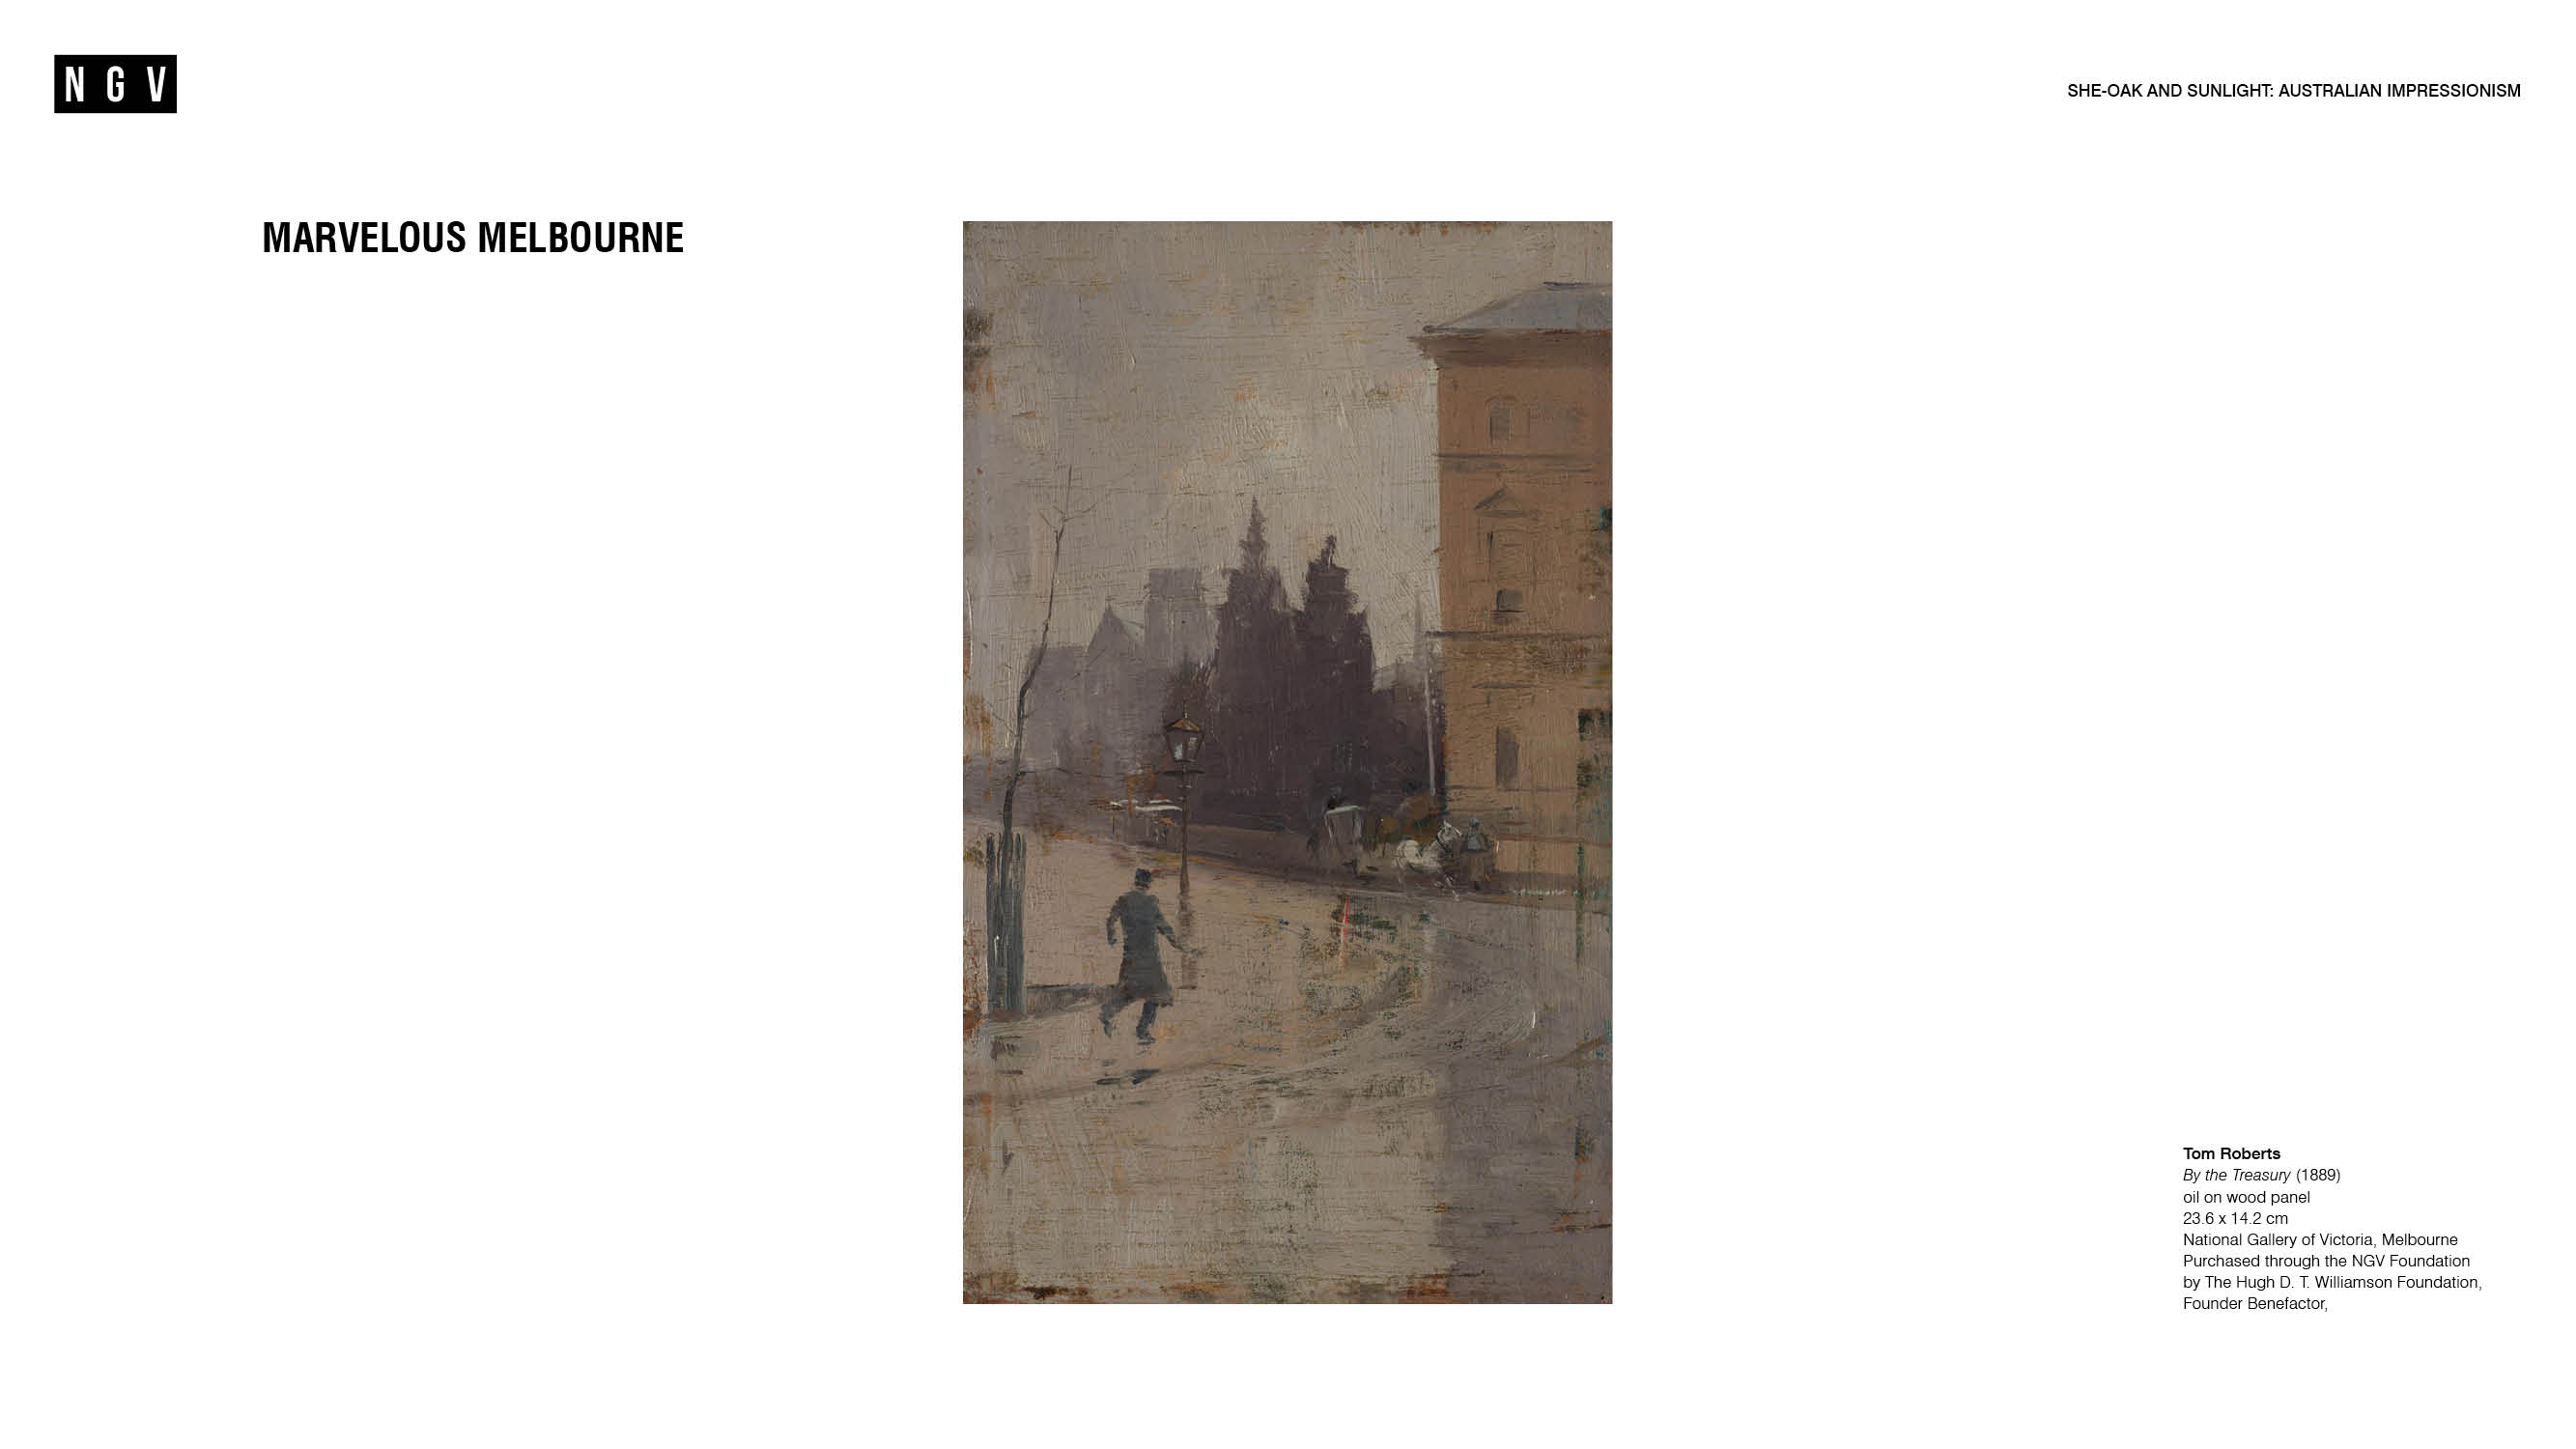 NGV
SHE-OAK AND SUNLIGHT: AUSTRALIAN IMPRESSIONISM
MARVELOUS MELBOURNE
Tom Roberts
By the Treasury (1889)
oil on wood panel
23.6 x 14.2 cm
National Gallery of Victoria, Melbourne
Purchased through the NGV Foundation
by The Hugh D. T. Williamson Foundation,
Founder Benefactor,